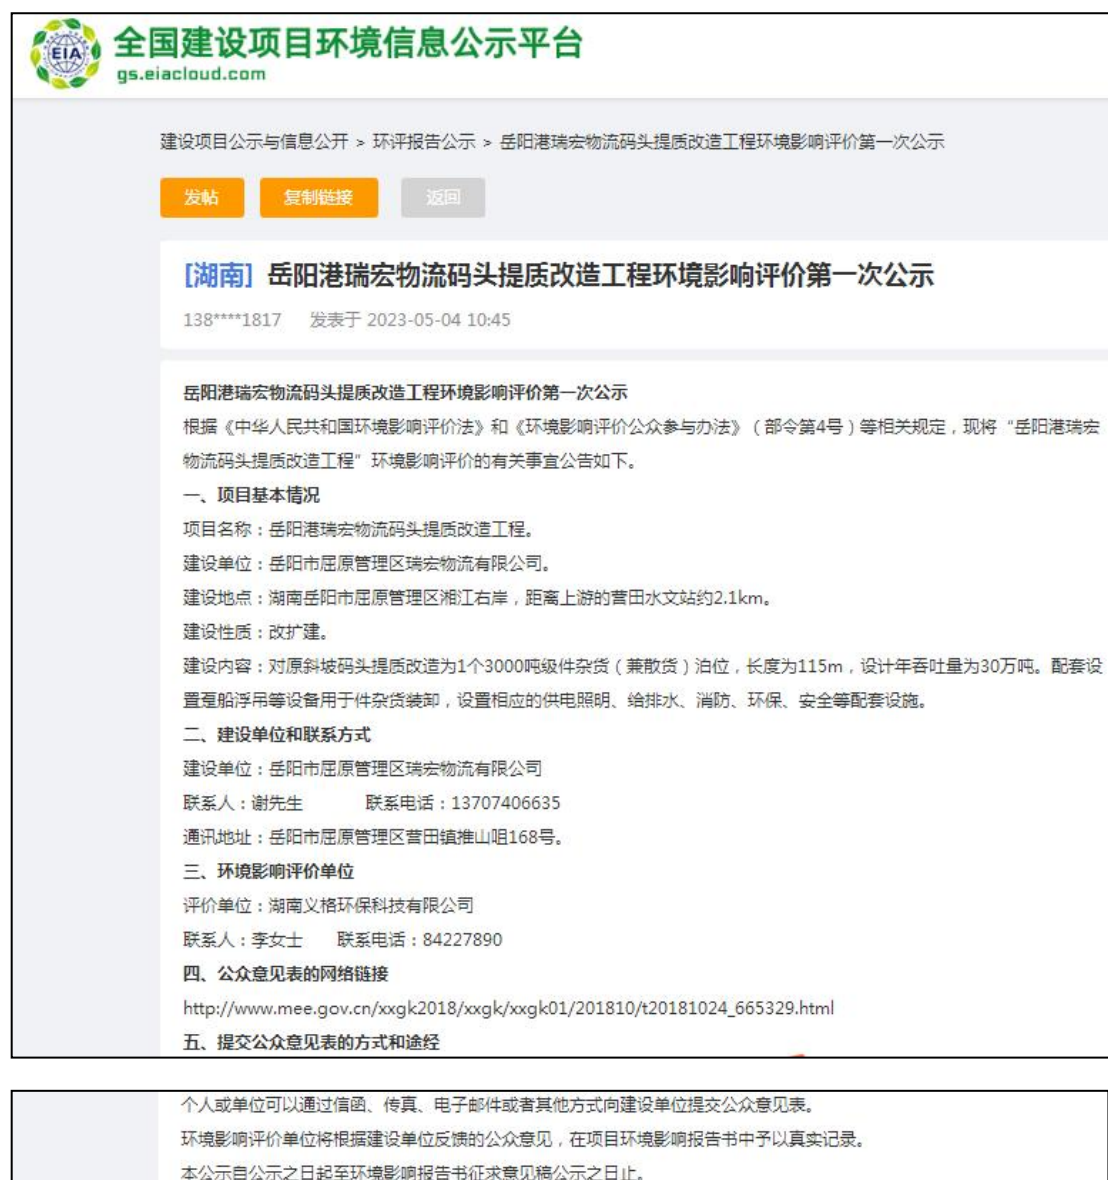 EIA
全国建设项目环境信息公示平台
gs.eiacloud.com
建设项目公示与信息公开 > 环评报告公示 > 岳阳港瑞宏物流码头提质改造工程环境影响评价第一次公示
发帖 复制链接 返回
[湖南] 岳阳港瑞宏物流码头提质改造工程环境影响评价第一次公示
138****1817 发表于 2023-05-04 10:45
岳阳港瑞宏物流码头提质改造工程环境影响评价第一次公示
根据《中华人民共和国环境影响评价法》和《环境影响评价公众参与办法》（部令第4号）等相关规定，现将“岳阳港瑞宏
物流码头提质改造工程”环境影响评价的有关事宜公告如下。
一、项目基本情况
项目名称：岳阳港瑞宏物流码头提质改造工程。
建设单位：岳阳市屈原管理区瑞宏物流有限公司。
建设地点：湖南岳阳市屈原管理区湘江右岸，距离上游的营田水文站约2.1km。
建设性质：改扩建。
建设内容：对原斜坡码头提质改造为1个3000吨级件杂货（兼散货）泊位，长度为115m，设计年吞吐量为30万吨。配套设
置趸船浮吊等设备用于件杂货装卸，设置相应的供电照明、给排水、消防、环保、安全等配套设施。
二、建设单位和联系方式
建设单位：岳阳市屈原管理区瑞宏物流有限公司
联系人：谢先生 联系电话：13707406635
通讯地址：岳阳市屈原管理区营田镇推山咀168号。
三、环境影响评价单位
评价单位：湖南义格环保科技有限公司
联系人：李女士 联系电话：84227890
四、公众意见表的网络链接
http://www.mee.gov.cn/xxgk2018/xxgk/xxgk01/201810/t20181024_665329.html
五、提交公众意见表的方式和途经
个人或单位可以通过信函、传真、电子邮件或者其他方式向建设单位提交公众意见表。
环境影响评价单位将根据建设单位反馈的公众意见，在项目环境影响报告书中予以真实记录。
本公示自公示之日起至环境影响报告书征求意见稿公示之日止。